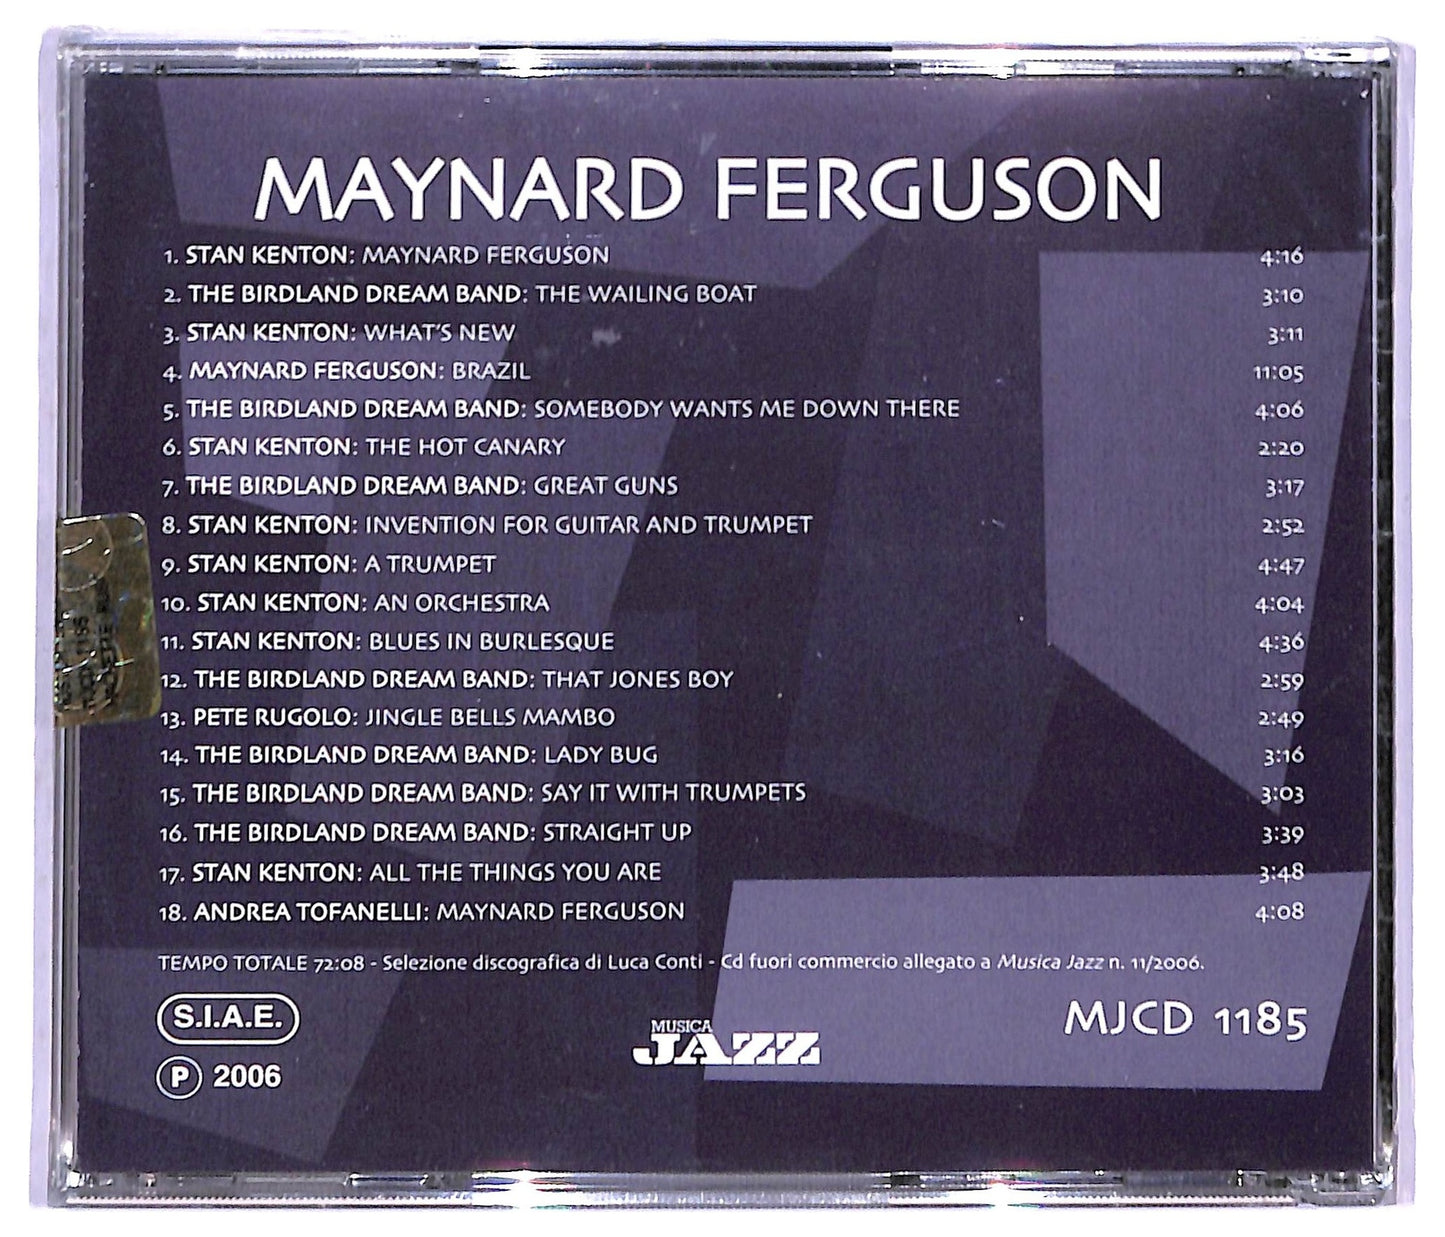 MAYNARD FERGUSON
1. STAN KENTON: MAYNARD FERGUSON 4:16
2. THE BIRDLAND DREAM BAND: THE WAILING BOAT 3:10
3. STAN KENTON: WHAT'S NEW 3:11
4. MAYNARD FERGUSON: BRAZIL 11:05
5. THE BIRDLAND DREAM BAND: SOMEBODY WANTS ME DOWN THERE 4:06
6. STAN KENTON: THE HOT CANARY 2:20
7. THE BIRDLAND DREAM BAND: GREAT GUNS 3:17
8. STAN KENTON: INVENTION FOR GUITAR AND TRUMPET 2:52
9. STAN KENTON: A TRUMPET 4:47
10. STAN KENTON: AN ORCHESTRA 4:04
11. STAN KENTON: BLUES IN BURLESQUE 4:36
12. THE BIRDLAND DREAM BAND: THAT JONES BOY 2:59
13. PETE RUGOLO: JINGLE BELLS MAMBO 2:49
14. THE BIRDLAND DREAM BAND: LADY BUG 3:16
15. THE BIRDLAND DREAM BAND: SAY IT WITH TRUMPETS 3:03
16. THE BIRDLAND DREAM BAND: STRAIGHT UP 3:39
17. STAN KENTON: ALL THE THINGS YOU ARE 3:48
18. ANDREA TOFANELLI: MAYNARD FERGUSON 4:08
TEMPO TOTALE 72:08 - Selezione discografica di Luca Conti - Cd fuori commercio allegato a Musica Jazz n. 11/2006.
S.I.A.E.
MUSICA
JAZZ
MJCD 1185
P 2006